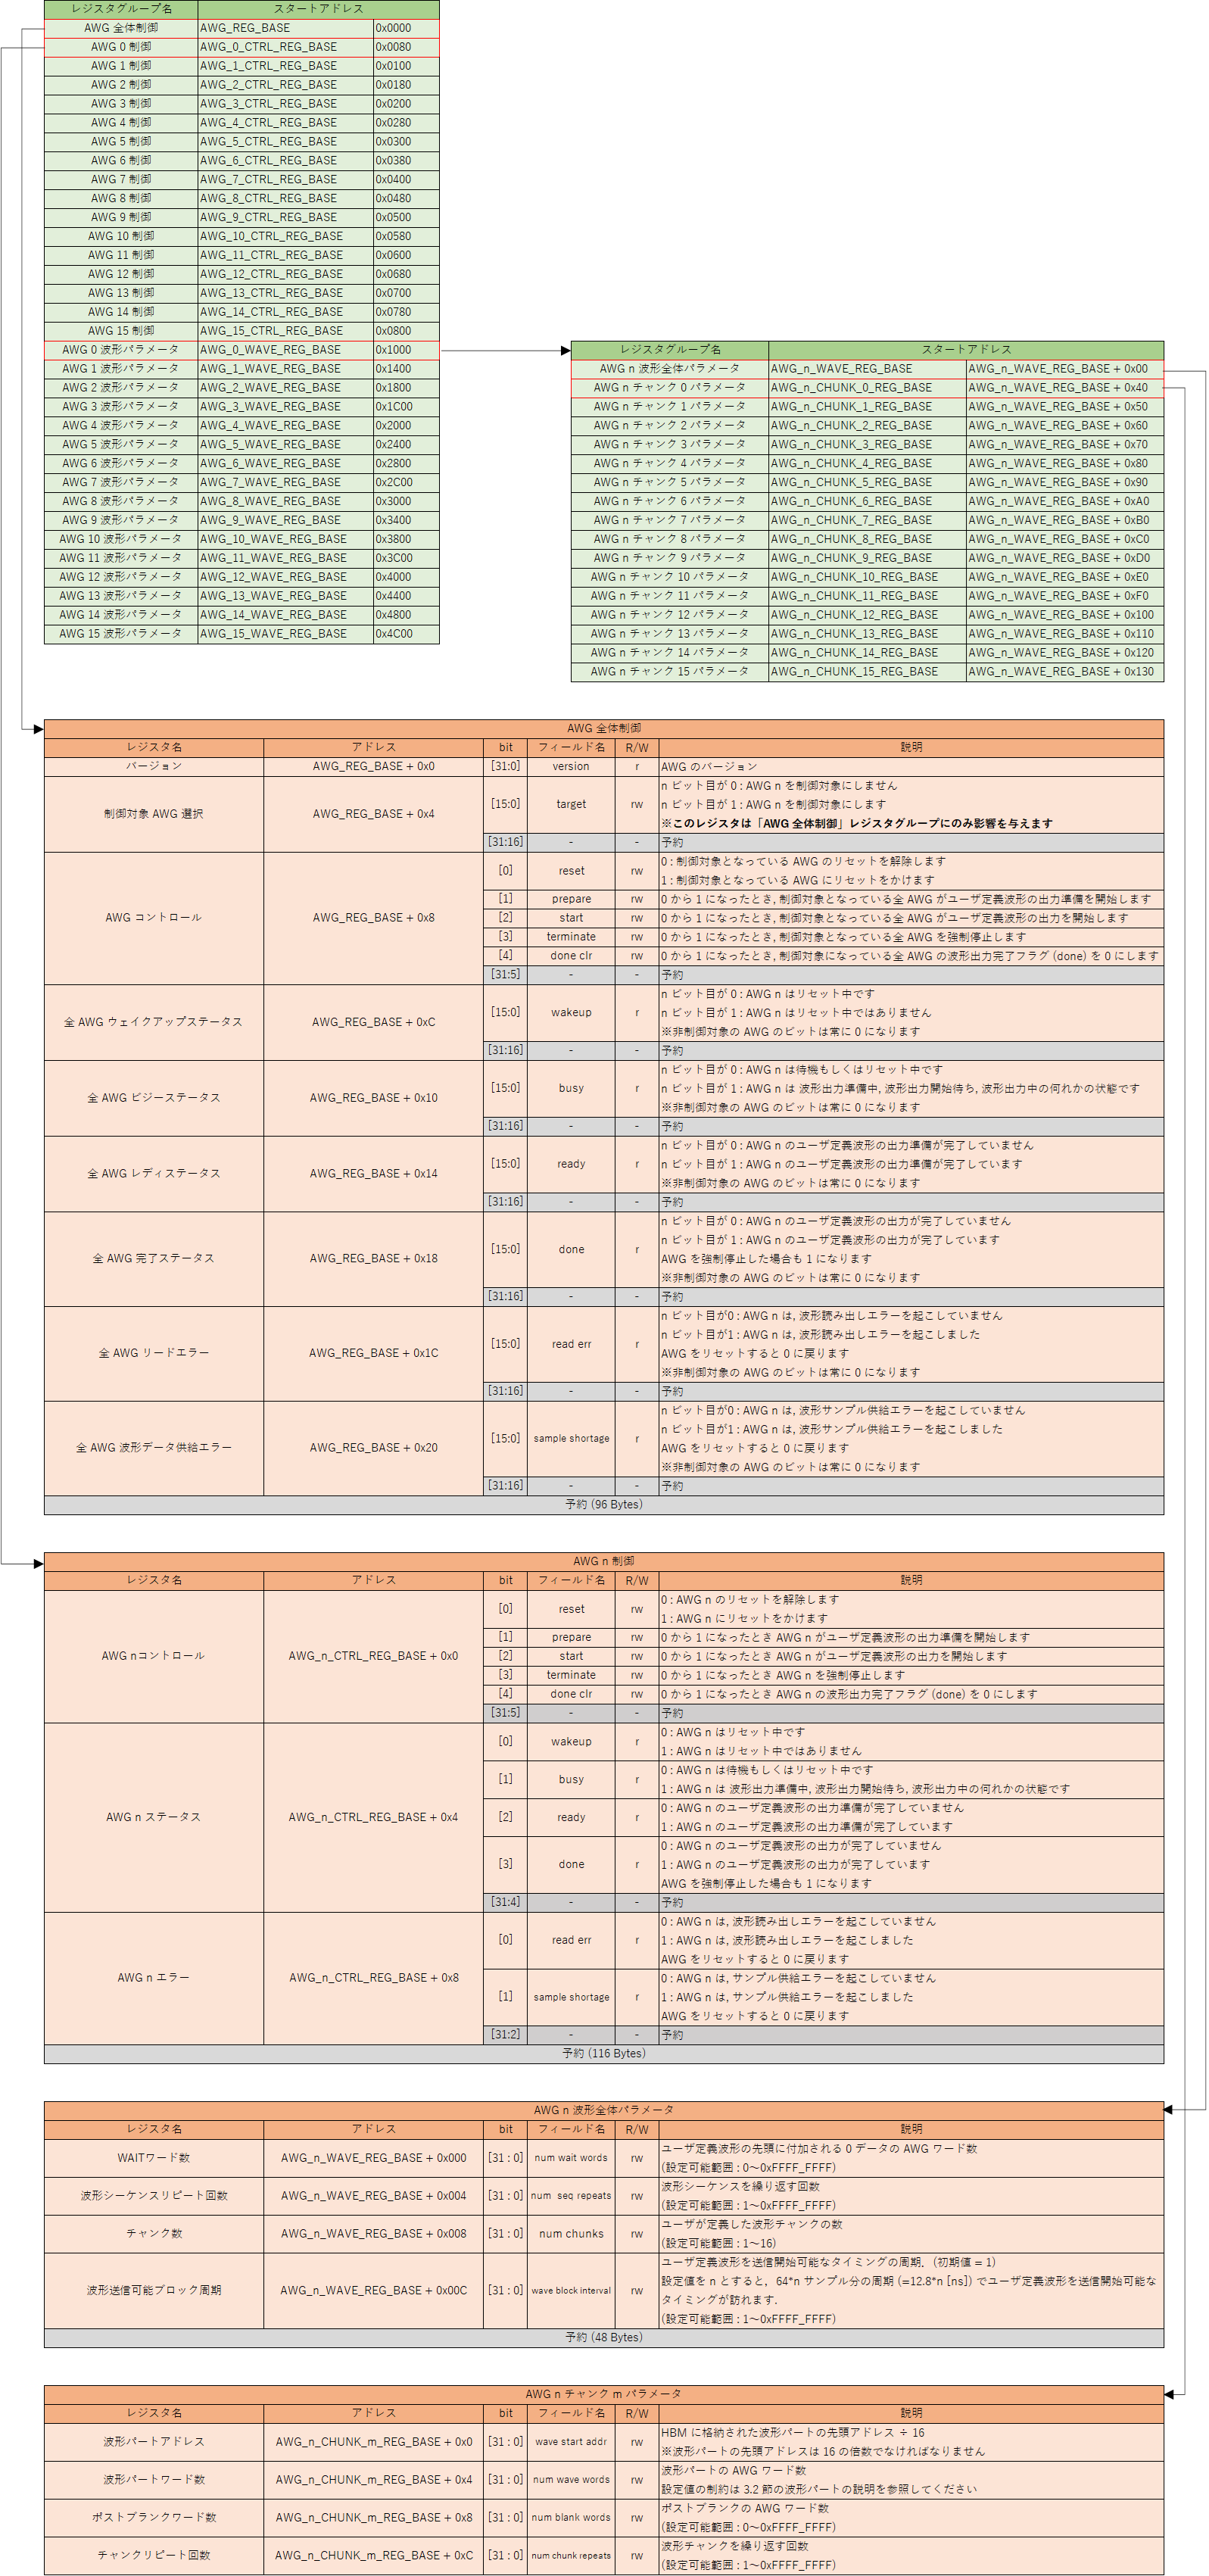 レジスタグループ名 スタートアドレス
AWG 全体制御 AWG_REG_BASE 0x0000
AWG 0 制御 AWG_0_CTRL_REG_BASE 0x0080
AWG 1 制御 AWG_1_CTRL_REG_BASE 0x0100
AWG 2 制御 AWG_2_CTRL_REG_BASE 0x0180
AWG 3 制御 AWG_3_CTRL_REG_BASE 0x0200
AWG 4 制御 AWG_4_CTRL_REG_BASE 0x0280
AWG 5 制御 AWG_5_CTRL_REG_BASE 0x0300
AWG 6 制御 AWG_6_CTRL_REG_BASE 0x0380
AWG 7 制御 AWG_7_CTRL_REG_BASE 0x0400
AWG 8 制御 AWG_8_CTRL_REG_BASE 0x0480
AWG 9 制御 AWG_9_CTRL_REG_BASE 0x0500
AWG 10 制御 AWG_10_CTRL_REG_BASE 0x0580
AWG 11 制御 AWG_11_CTRL_REG_BASE 0x0600
AWG 12 制御 AWG_12_CTRL_REG_BASE 0x0680
AWG 13 制御 AWG_13_CTRL_REG_BASE 0x0700
AWG 14 制御 AWG_14_CTRL_REG_BASE 0x0780
AWG 15 制御 AWG_15_CTRL_REG_BASE 0x0800
AWG 0 波形パラメータ AWG_0_WAVE_REG_BASE 0x1000
AWG 1 波形パラメータ AWG_1_WAVE_REG_BASE 0x1400
AWG 2 波形パラメータ AWG_2_WAVE_REG_BASE 0x1800
AWG 3 波形パラメータ AWG_3_WAVE_REG_BASE 0x1C00
AWG 4 波形パラメータ AWG_4_WAVE_REG_BASE 0x2000
AWG 5 波形パラメータ AWG_5_WAVE_REG_BASE 0x2400
AWG 6 波形パラメータ AWG_6_WAVE_REG_BASE 0x2800
AWG 7 波形パラメータ AWG_7_WAVE_REG_BASE 0x2C00
AWG 8 波形パラメータ AWG_8_WAVE_REG_BASE 0x3000
AWG 9 波形パラメータ AWG_9_WAVE_REG_BASE 0x3400
AWG 10 波形パラメータ AWG_10_WAVE_REG_BASE 0x3800
AWG 11 波形パラメータ AWG_11_WAVE_REG_BASE 0x3C00
AWG 12 波形パラメータ AWG_12_WAVE_REG_BASE 0x4000
AWG 13 波形パラメータ AWG_13_WAVE_REG_BASE 0x4400
AWG 14 波形パラメータ AWG_14_WAVE_REG_BASE 0x4800
AWG 15 波形パラメータ AWG_15_WAVE_REG_BASE 0x4C00
レジスタグループ名 スタートアドレス
AWG n 波形全体パラメータ AWG_n_WAVE_REG_BASE AWG_n_WAVE_REG_BASE + 0x00
AWG n チャンク 0 パラメータ AWG_n_CHUNK_0_REG_BASE AWG_n_WAVE_REG_BASE + 0x40
AWG n チャンク 1 パラメータ AWG_n_CHUNK_1_REG_BASE AWG_n_WAVE_REG_BASE + 0x50
AWG n チャンク 2 パラメータ AWG_n_CHUNK_2_REG_BASE AWG_n_WAVE_REG_BASE + 0x60
AWG n チャンク 3 パラメータ AWG_n_CHUNK_3_REG_BASE AWG_n_WAVE_REG_BASE + 0x70
AWG n チャンク 4 パラメータ AWG_n_CHUNK_4_REG_BASE AWG_n_WAVE_REG_BASE + 0x80
AWG n チャンク 5 パラメータ AWG_n_CHUNK_5_REG_BASE AWG_n_WAVE_REG_BASE + 0x90
AWG n チャンク 6 パラメータ AWG_n_CHUNK_6_REG_BASE AWG_n_WAVE_REG_BASE + 0xA0
AWG n チャンク 7 パラメータ AWG_n_CHUNK_7_REG_BASE AWG_n_WAVE_REG_BASE + 0xB0
AWG n チャンク 8 パラメータ AWG_n_CHUNK_8_REG_BASE AWG_n_WAVE_REG_BASE + 0xC0
AWG n チャンク 9 パラメータ AWG_n_CHUNK_9_REG_BASE AWG_n_WAVE_REG_BASE + 0xD0
AWG n チャンク 10 パラメータ AWG_n_CHUNK_10_REG_BASE AWG_n_WAVE_REG_BASE + 0xE0
AWG n チャンク 11 パラメータ AWG_n_CHUNK_11_REG_BASE AWG_n_WAVE_REG_BASE + 0xF0
AWG n チャンク 12 パラメータ AWG_n_CHUNK_12_REG_BASE AWG_n_WAVE_REG_BASE + 0x100
AWG n チャンク 13 パラメータ AWG_n_CHUNK_13_REG_BASE AWG_n_WAVE_REG_BASE + 0x110
AWG n チャンク 14 パラメータ AWG_n_CHUNK_14_REG_BASE AWG_n_WAVE_REG_BASE + 0x120
AWG n チャンク 15 パラメータ AWG_n_CHUNK_15_REG_BASE AWG_n_WAVE_REG_BASE + 0x130
AWG 全体制御
レジスタ名 アドレス bit フィールド名 R/W 説明
バージョン AWG_REG_BASE + 0x0 [31:0] version r AWG のバージョン
制御対象 AWG 選択 AWG_REG_BASE + 0x4 [15:0] target rw n ビット目が 0 : AWG n を制御対象にしません
n ビット目が 1 : AWG n を制御対象にします
※このレジスタは「AWG 全体制御」レジスタグループにのみ影響を与えます
[31:16] - - 予約
AWG コントロール AWG_REG_BASE + 0x8 [0] reset rw 0 : 制御対象となっている AWG のリセットを解除します
1 : 制御対象となっている AWG にリセットをかけます
[1] prepare rw 0 から 1 になったとき, 制御対象となっている全 AWG がユーザ定義波形の出力準備を開始します
[2] start rw 0 から 1 になったとき, 制御対象となっている全 AWG がユーザ定義波形の出力を開始します
[3] terminate rw 0 から 1 になったとき, 制御対象となっている全 AWG を強制停止します
[4] done clr rw 0 から 1 になったとき, 制御対象になっている全 AWG の波形出力完了フラグ (done) を 0 にします
[31:5] - - 予約
全 AWG ウェイクアップステータス AWG_REG_BASE + 0xC [15:0] wakeup r n ビット目が 0 : AWG n はリセット中です
n ビット目が 1 : AWG n はリセット中ではありません
※非制御対象の AWG のビットは常に 0 になります
[31:16] - - 予約
全 AWG ビジーステータス AWG_REG_BASE + 0x10 [15:0] busy r n ビット目が 0 : AWG n は待機もしくはリセット中です
n ビット目が 1 : AWG n は 波形出力準備中, 波形出力開始待ち, 波形出力中の何れかの状態です
※非制御対象の AWG のビットは常に 0 になります
[31:16] - - 予約
全 AWG レディステータス AWG_REG_BASE + 0x14 [15:0] ready r n ビット目が 0 : AWG n のユーザ定義波形の出力準備が完了していません
n ビット目が 1 : AWG n のユーザ定義波形の出力準備が完了しています
※非制御対象の AWG のビットは常に 0 になります
[31:16] - - 予約
全 AWG 完了ステータス AWG_REG_BASE + 0x18 [15:0] done r n ビット目が 0 : AWG n のユーザ定義波形の出力が完了していません
n ビット目が 1 : AWG n のユーザ定義波形の出力が完了しています
AWG を強制停止した場合も 1 になります
※非制御対象の AWG のビットは常に 0 になります
[31:16] - - 予約
全 AWG リードエラー AWG_REG_BASE + 0x1C [15:0] read err r n ビット目が0 : AWG n は, 波形読み出しエラーを起こしていません
n ビット目が1 : AWG n は, 波形読み出しエラーを起こしました
AWG をリセットすると 0 に戻ります
※非制御対象の AWG のビットは常に 0 になります
[31:16] - - 予約
全 AWG 波形データ供給エラー AWG_REG_BASE + 0x20 [15:0] sample shortage r n ビット目が0 : AWG n は, 波形サンプル供給エラーを起こしていません
n ビット目が1 : AWG n は, 波形サンプル供給エラーを起こしました
AWG をリセットすると 0 に戻ります
※非制御対象の AWG のビットは常に 0 になります
[31:16] - - 予約
予約 (96 Bytes)
AWG n 制御
レジスタ名 アドレス bit フィールド名 R/W 説明
AWG nコントロール AWG_n_CTRL_REG_BASE + 0x0 [0] reset rw 0 : AWG n のリセットを解除します
1 : AWG n にリセットをかけます
[1] prepare rw 0 から 1 になったとき AWG n がユーザ定義波形の出力準備を開始します
[2] start rw 0 から 1 になったとき AWG n がユーザ定義波形の出力を開始します
[3] terminate rw 0 から 1 になったとき AWG n を強制停止します
[4] done clr rw 0 から 1 になったとき AWG n の波形出力完了フラグ (done) を 0 にします
[31:5] - - 予約
AWG n ステータス AWG_n_CTRL_REG_BASE + 0x4 [0] wakeup r 0 : AWG n はリセット中です
1 : AWG n はリセット中ではありません
[1] busy r 0 : AWG n は待機もしくはリセット中です
1 : AWG n は 波形出力準備中, 波形出力開始待ち, 波形出力中の何れかの状態です
[2] ready r 0 : AWG n のユーザ定義波形の出力準備が完了していません
1 : AWG n のユーザ定義波形の出力準備が完了しています
[3] done r 0 : AWG n のユーザ定義波形の出力が完了していません
1 : AWG n のユーザ定義波形の出力が完了しています
AWG を強制停止した場合も 1 になります
[31:4] - - 予約
AWG n エラー AWG_n_CTRL_REG_BASE + 0x8 [0] read err r 0 : AWG n は, 波形読み出しエラーを起こしていません
1 : AWG n は, 波形読み出しエラーを起こしました
AWG をリセットすると 0 に戻ります
[1] sample shortage r 0 : AWG n は, サンプル供給エラーを起こしていません
1 : AWG n は, サンプル供給エラーを起こしました
AWG をリセットすると 0 に戻ります
[31:2] - - 予約
予約 (116 Bytes)
AWG n 波形全体パラメータ
レジスタ名 アドレス bit フィールド名 R/W 説明
WAITワード数 AWG_n_WAVE_REG_BASE + 0x000 [31 : 0] num wait words rw ユーザ定義波形の先頭に付加される 0 データの AWG ワード数
(設定可能範囲 : 0～0xFFFF_FFFF)
波形シーケンスリピート回数 AWG_n_WAVE_REG_BASE + 0x004 [31 : 0] num seq repeats rw 波形シーケンスを繰り返す回数
(設定可能範囲 : 1～0xFFFF_FFFF)
チャンク数 AWG_n_WAVE_REG_BASE + 0x008 [31 : 0] num chunks rw ユーザが定義した波形チャンクの数
(設定可能範囲 : 1～16)
波形送信可能ブロック周期 AWG_n_WAVE_REG_BASE + 0x00C [31 : 0] wave block interval rw ユーザ定義波形を送信開始可能なタイミングの周期. (初期値 = 1)
設定値を n とすると, 64*n サンプル分の周期 (=12.8*n [ns]) でユーザ定義波形を送信開始可能な
タイミングが訪れます.
(設定可能範囲 : 1～0xFFFF_FFFF)
予約 (48 Bytes)
AWG n チャンク m パラメータ
レジスタ名 アドレス bit フィールド名 R/W 説明
波形パートアドレス AWG_n_CHUNK_m_REG_BASE + 0x0 [31 : 0] wave start addr rw HBM に格納された波形パートの先頭アドレス ÷ 16
※波形パートの先頭アドレスは 16 の倍数でなければなりません
波形パートワード数 AWG_n_CHUNK_m_REG_BASE + 0x4 [31 : 0] num wave words rw 波形パートの AWG ワード数
設定値の制約は 3.2 節の波形パートの説明を参照してください
ポストブランクワード数 AWG_n_CHUNK_m_REG_BASE + 0x8 [31 : 0] num blank words rw ポストブランクの AWG ワード数
(設定可能範囲 : 0～0xFFFF_FFFF)
チャンクリピート回数 AWG_n_CHUNK_m_REG_BASE + 0xC [31 : 0] num chunk repeats rw 波形チャンクを繰り返す回数
(設定可能範囲 : 1～0xFFFF_FFFF)